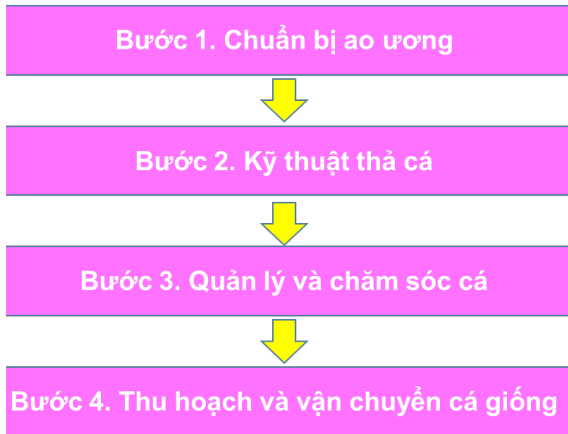 Bước 1. Chuẩn bị ao ương
Bước 2. Kỹ thuật thả cá
Bước 3. Quản lý và chăm sóc cá
Bước 4. Thu hoạch và vận chuyển cá giống